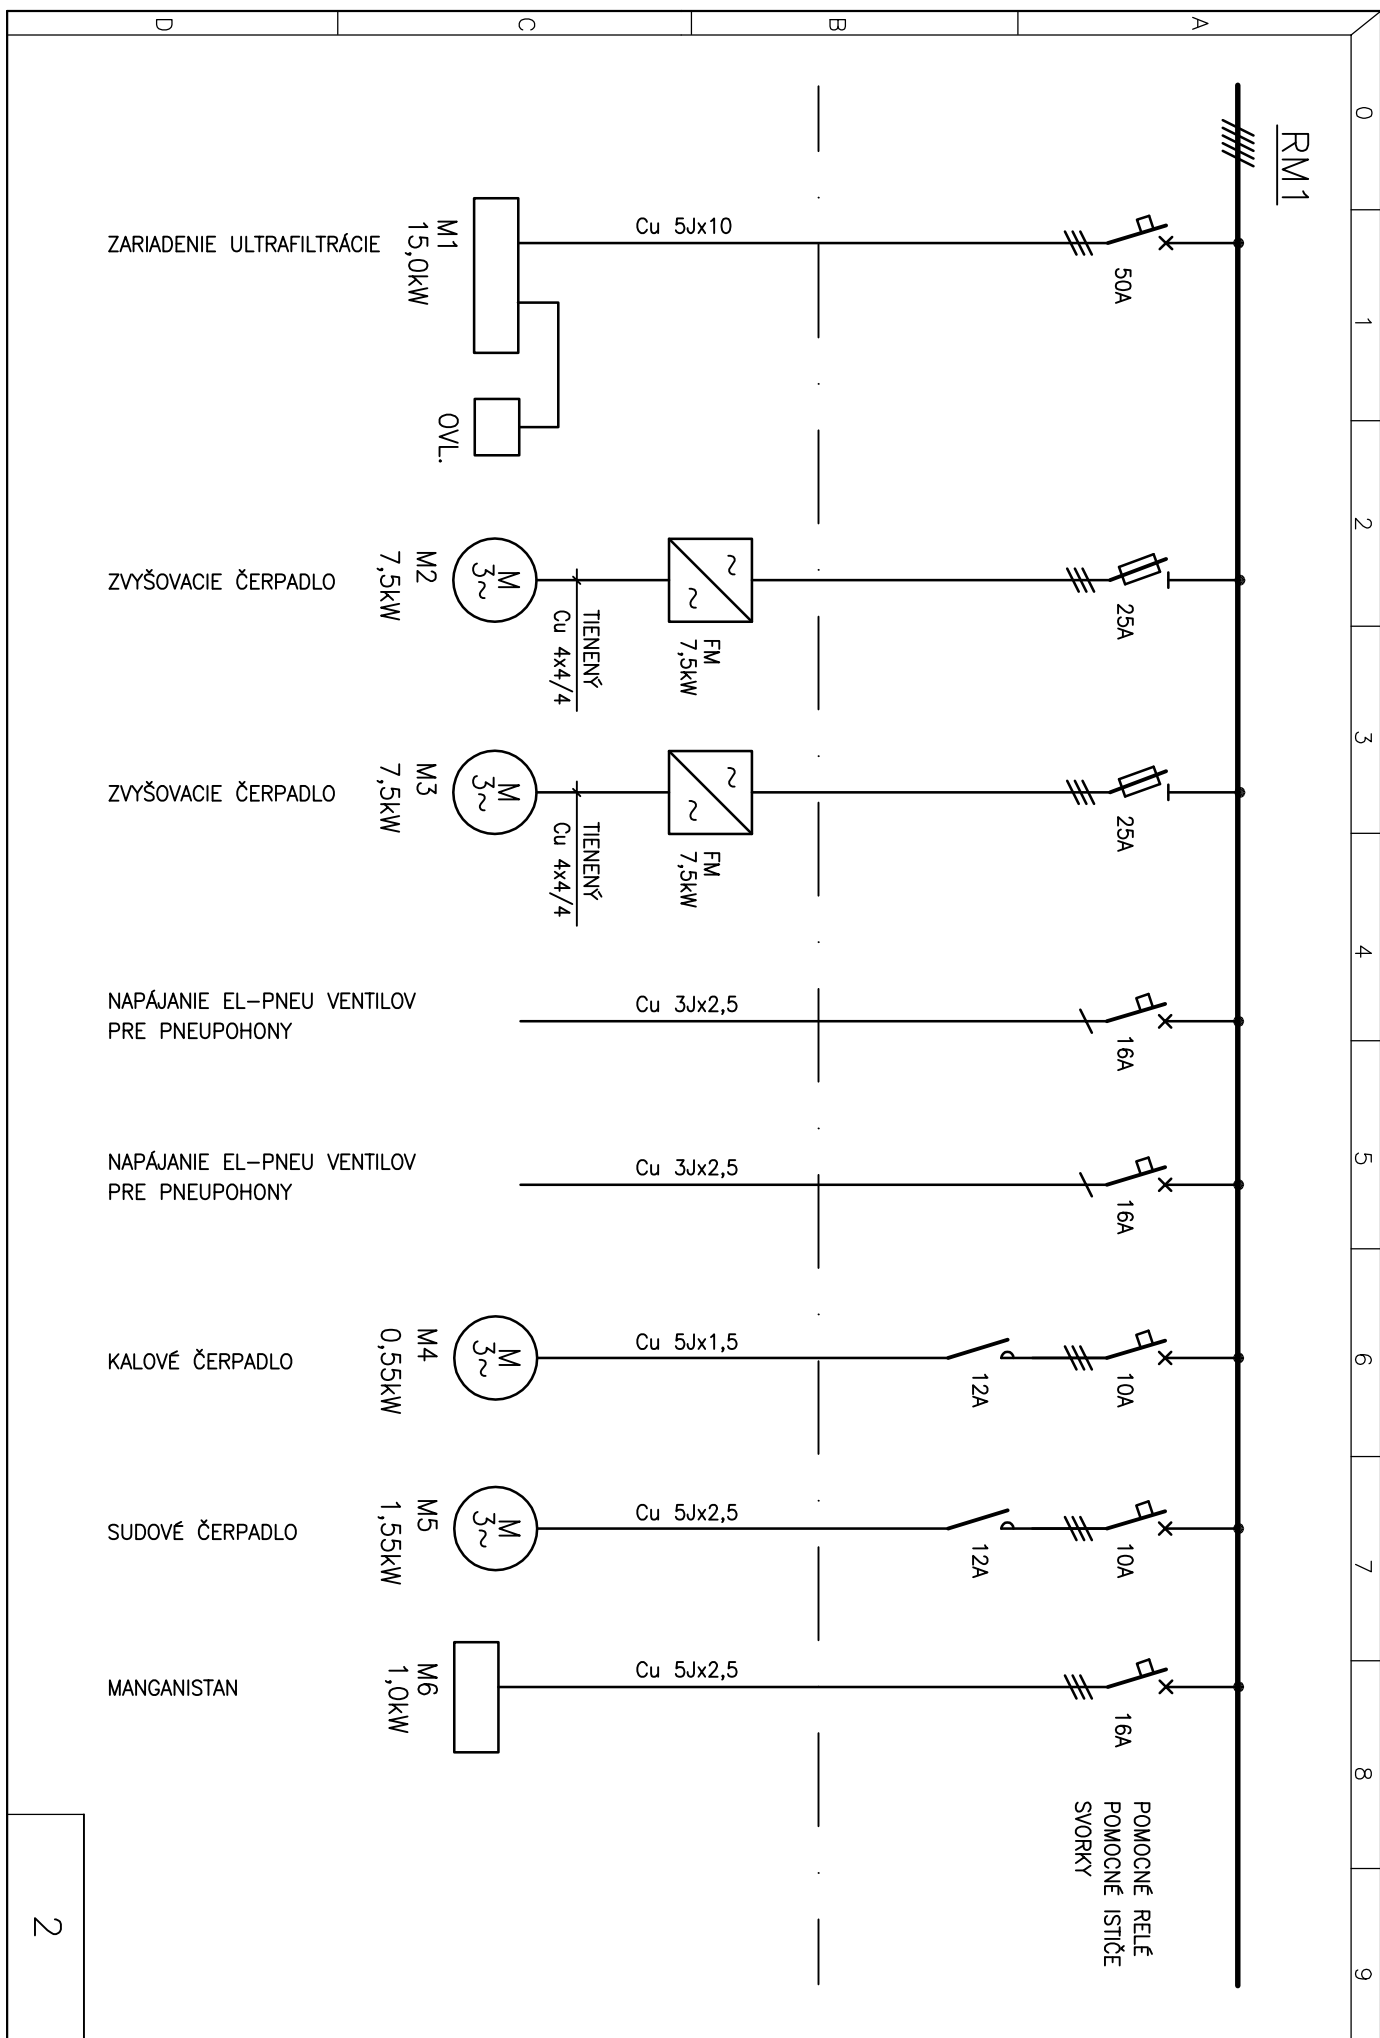 0 1 2 3 4 5 6 7 8 9
A
B
C
D
RM1
50A
Cu 5Jx10
M1
15,0kW
OVL.
ZARIADENIE ULTRAFILTRÁCIE
25A
FM
7,5kW
TIENENÝ
Cu 4x4/4
M
3~
M2
7,5kW
ZVYŠOVACIE ČERPADLO
25A
FM
7,5kW
TIENENÝ
Cu 4x4/4
M
3~
M3
7,5kW
ZVYŠOVACIE ČERPADLO
16A
Cu 3Jx2,5
NAPÁJANIE EL-PNEU VENTILOV
PRE PNEUPOHONY
16A
Cu 3Jx2,5
NAPÁJANIE EL-PNEU VENTILOV
PRE PNEUPOHONY
10A
12A
Cu 5Jx1,5
M
3~
M4
0,55kW
KALOVÉ ČERPADLO
10A
12A
Cu 5Jx2,5
M
3~
M5
1,55kW
SUDOVÉ ČERPADLO
16A
Cu 5Jx2,5
M6
1,0kW
MANGANISTAN
POMOCNÉ RELÉ
POMOCNÉ ISTIČE
SVORKY
2